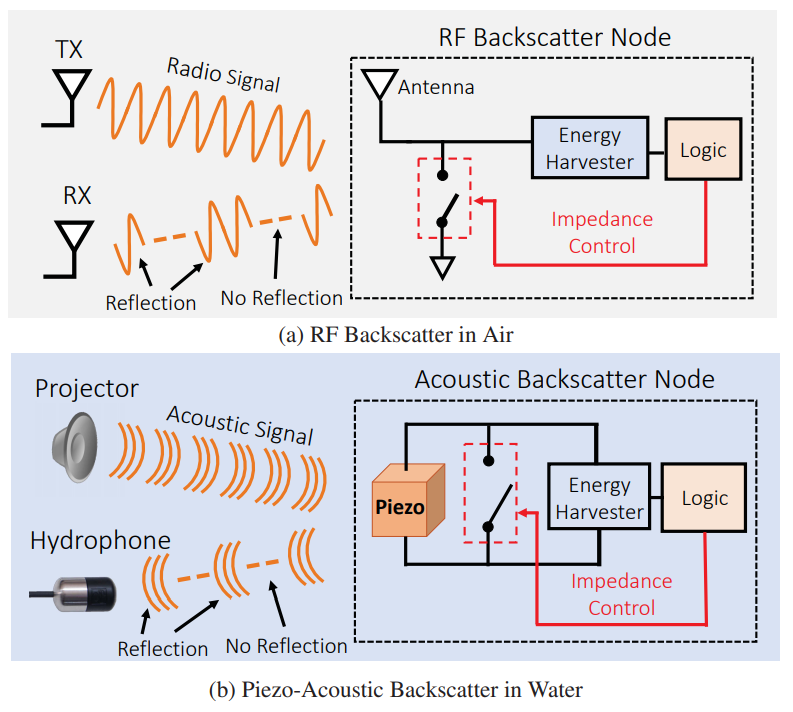 RF Backscatter Node
TX
Radio Signal
Antenna
Energy
Harvester
Logic
RX
Impedance
Control
Reflection
No Reflection
(a) RF Backscatter in Air
Acoustic Backscatter Node
Projector
Acoustic Signal
Piezo
Energy
Harvester
Logic
Hydrophone
Impedance
Control
Reflection
No Reflection
(b) Piezo-Acoustic Backscatter in Water